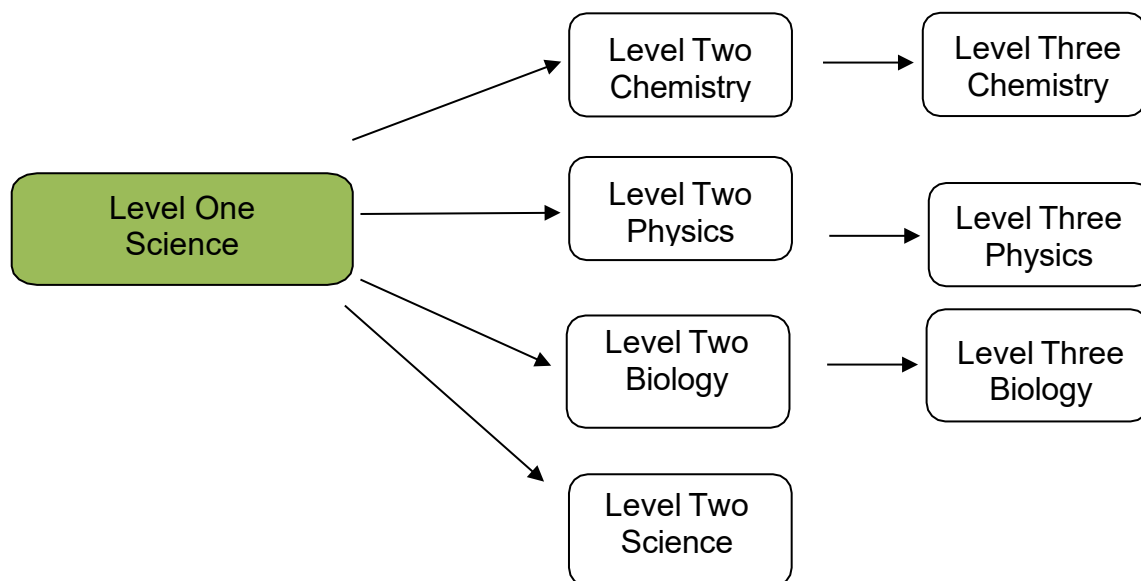 Level Two
Chemistry
Level Three
Chemistry
Level One
Science
Level Two
Physics
Level Three
Physics
Level Two
Biology
Level Three
Biology
Level Two
Science